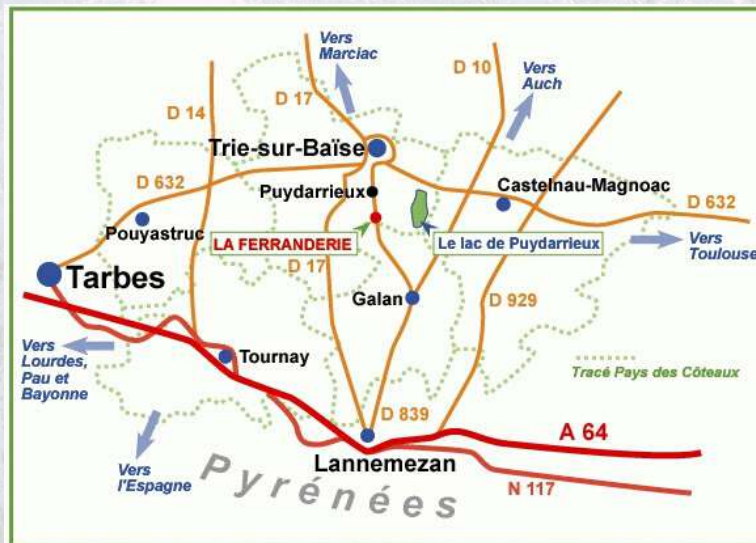 Vers
Marciac
D 10
Vers
Auch
D 17
D 14
Trie-sur-Baïse
D 632
Puydarrieux
Castelnau-Magnoac
D 632
Pouyastruc
LA FERRANDERIE
Le lac de Puydarrieux
Vers
Toulouse
D 17
Tarbes
Galan
D 929
Vers
Lourdes,
Pau et
Bayonne
Tournay
Tracé Pays des Côteaux
D 839
A 64
Lannemezan
Vers
l'Espagne
Pyrénées
N 117